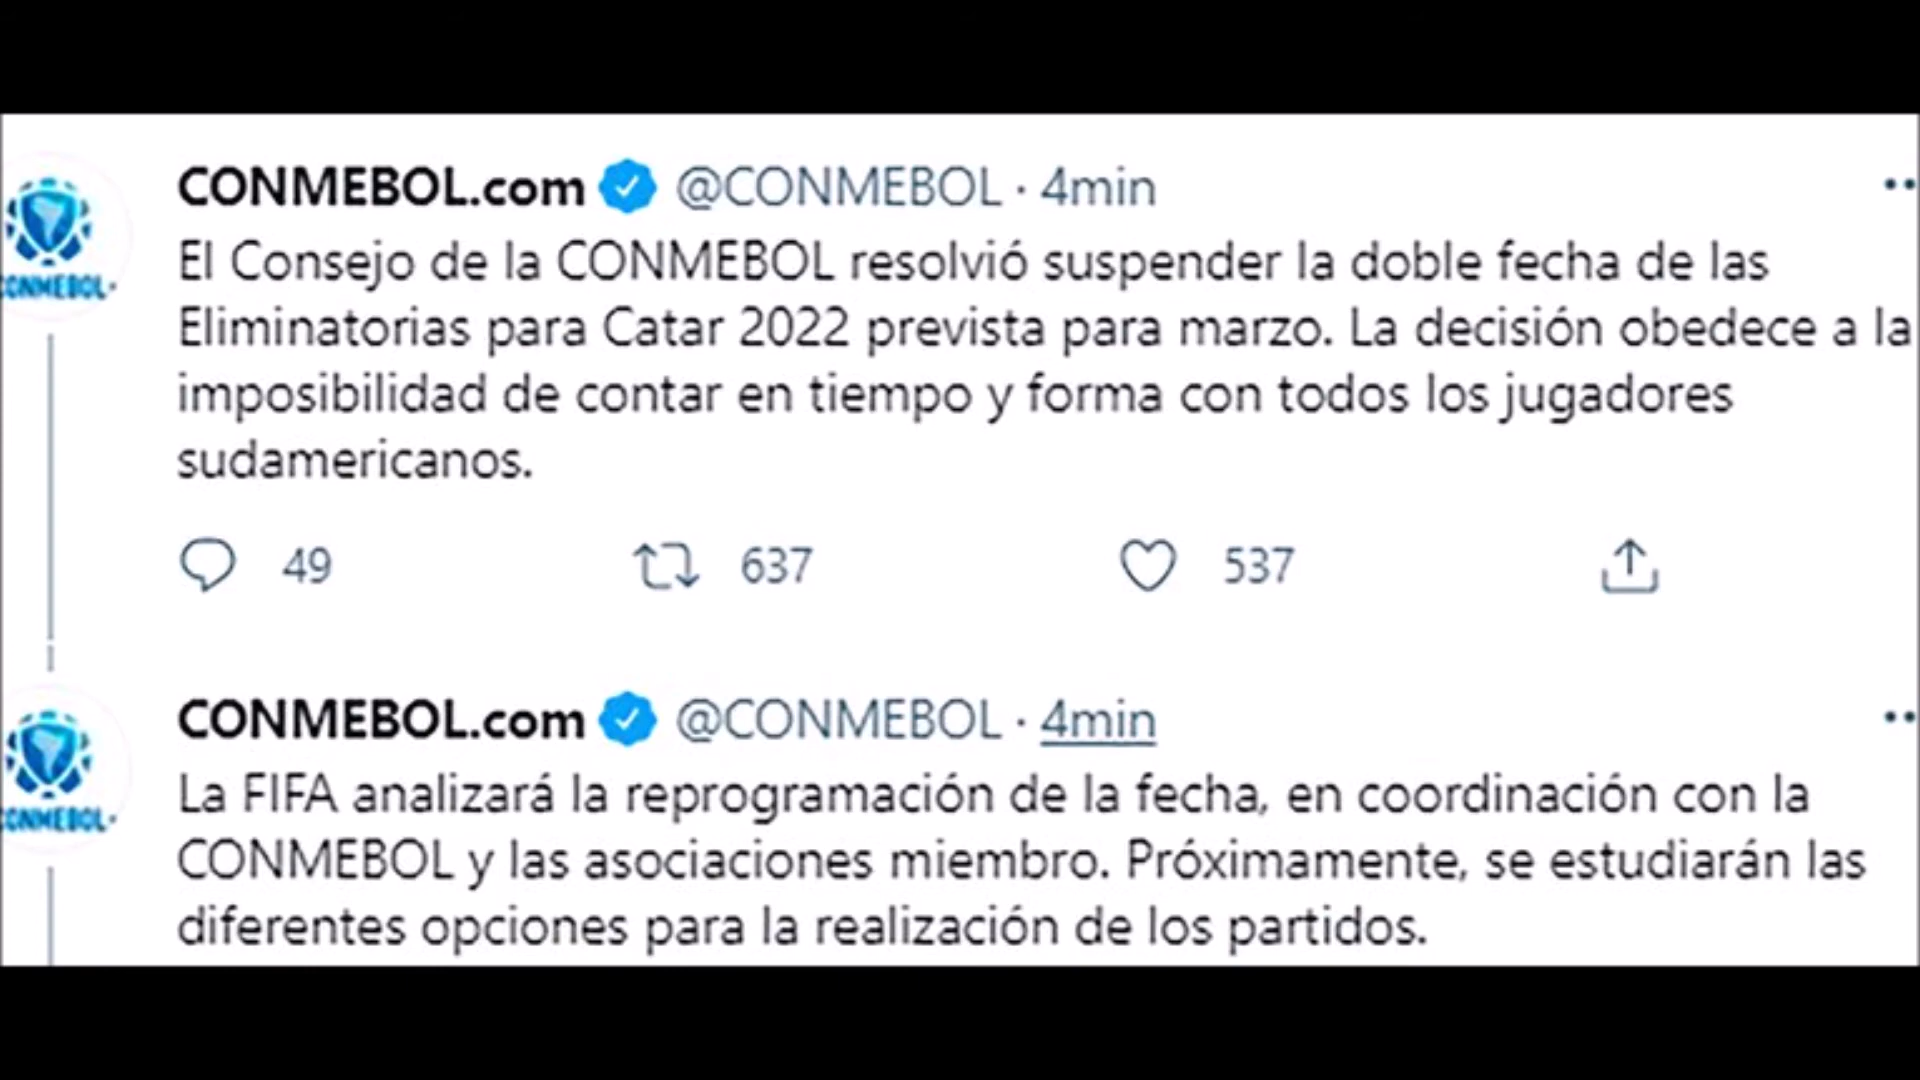 CONMEBOL.com @CONMEBOL · 4min
El Consejo de la CONMEBOL resolvió suspender la doble fecha de las
Eliminatorias para Catar 2022 prevista para marzo. La decisión obedece a la
imposibilidad de contar en tiempo y forma con todos los jugadores
sudamericanos.
CONMEBOL
49 637 537
CONMEBOL.com @CONMEBOL · 4min
La FIFA analizará la reprogramación de la fecha, en coordinación con la
CONMEBOL y las asociaciones miembro. Próximamente, se estudiarán las
diferentes opciones para la realización de los partidos.
CONMEBOL